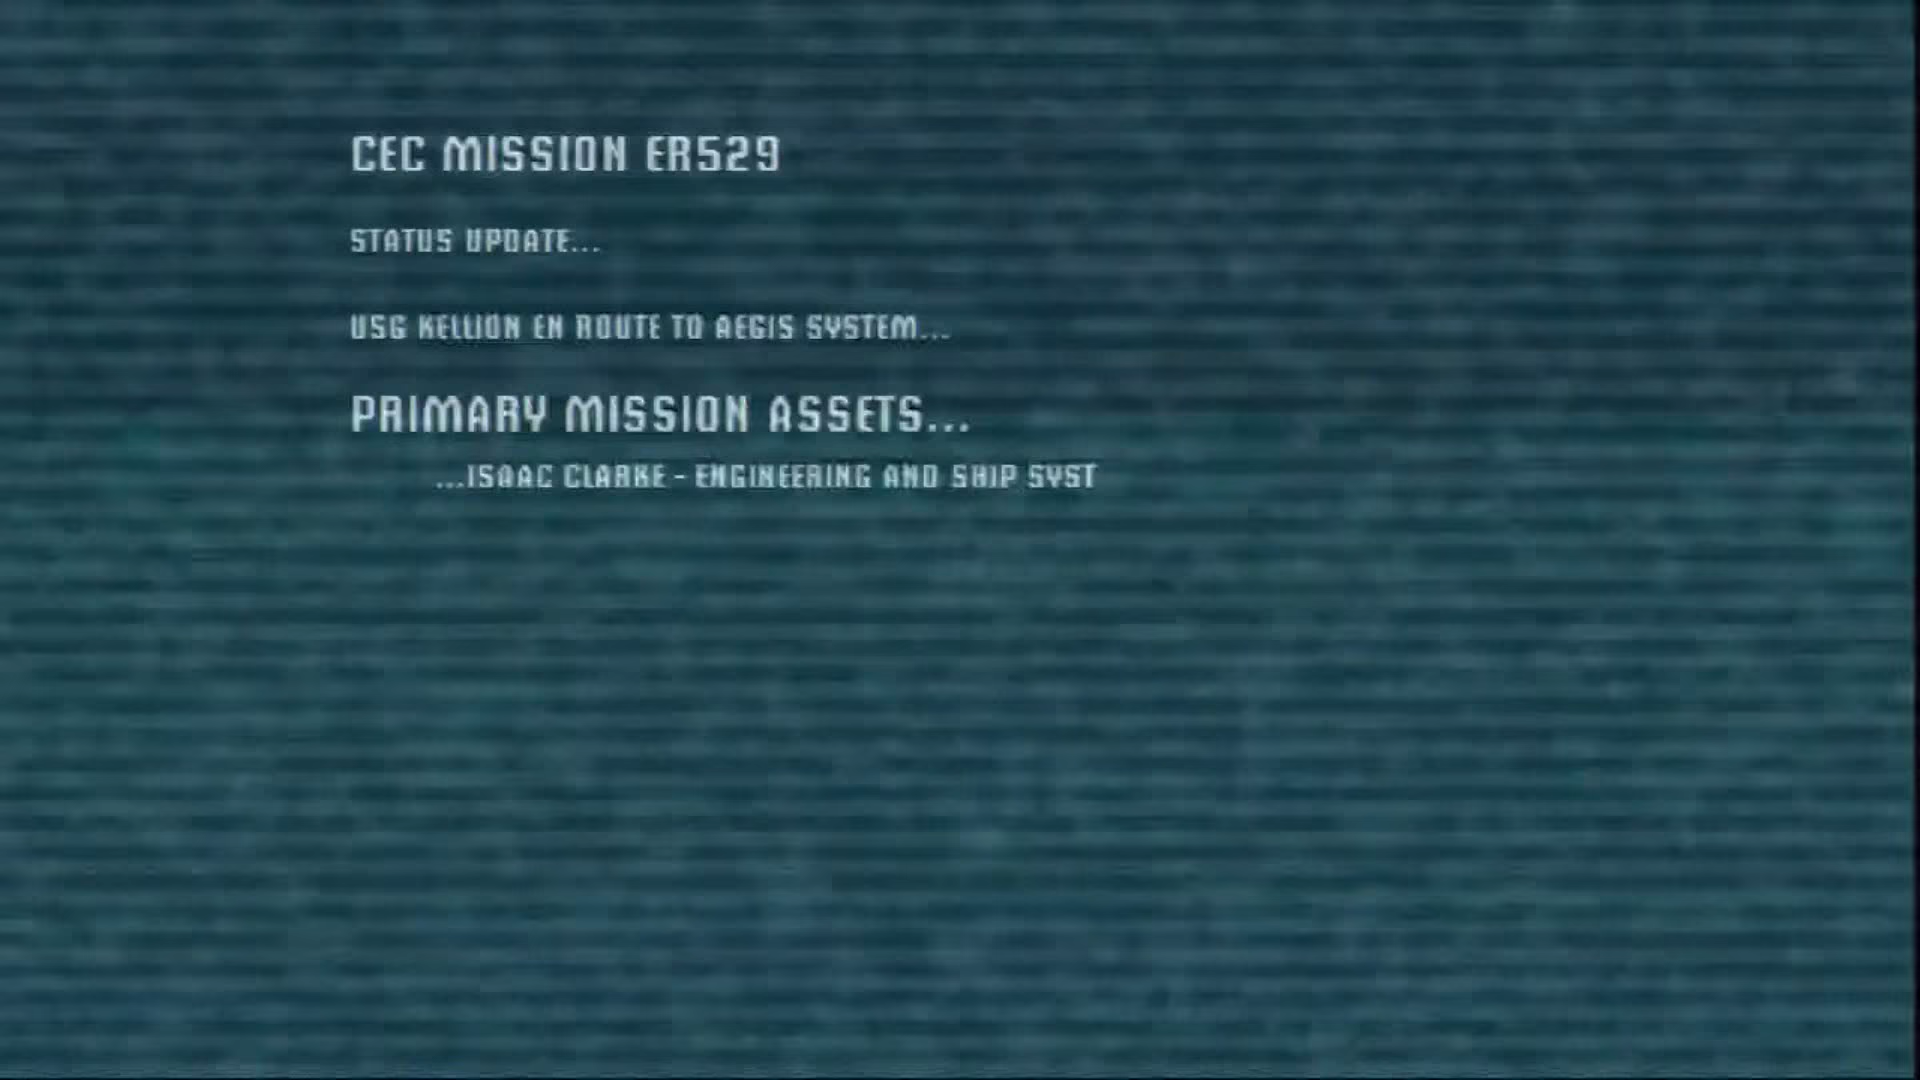 CEC MISSION ER529
STATUS UPDATE...
USG KELLION EN ROUTE TO AEGIS SYSTEM...
PRIMARY MISSION ASSETS...
...ISAAC CLARKE - ENGINEERING AND SHIP SYST